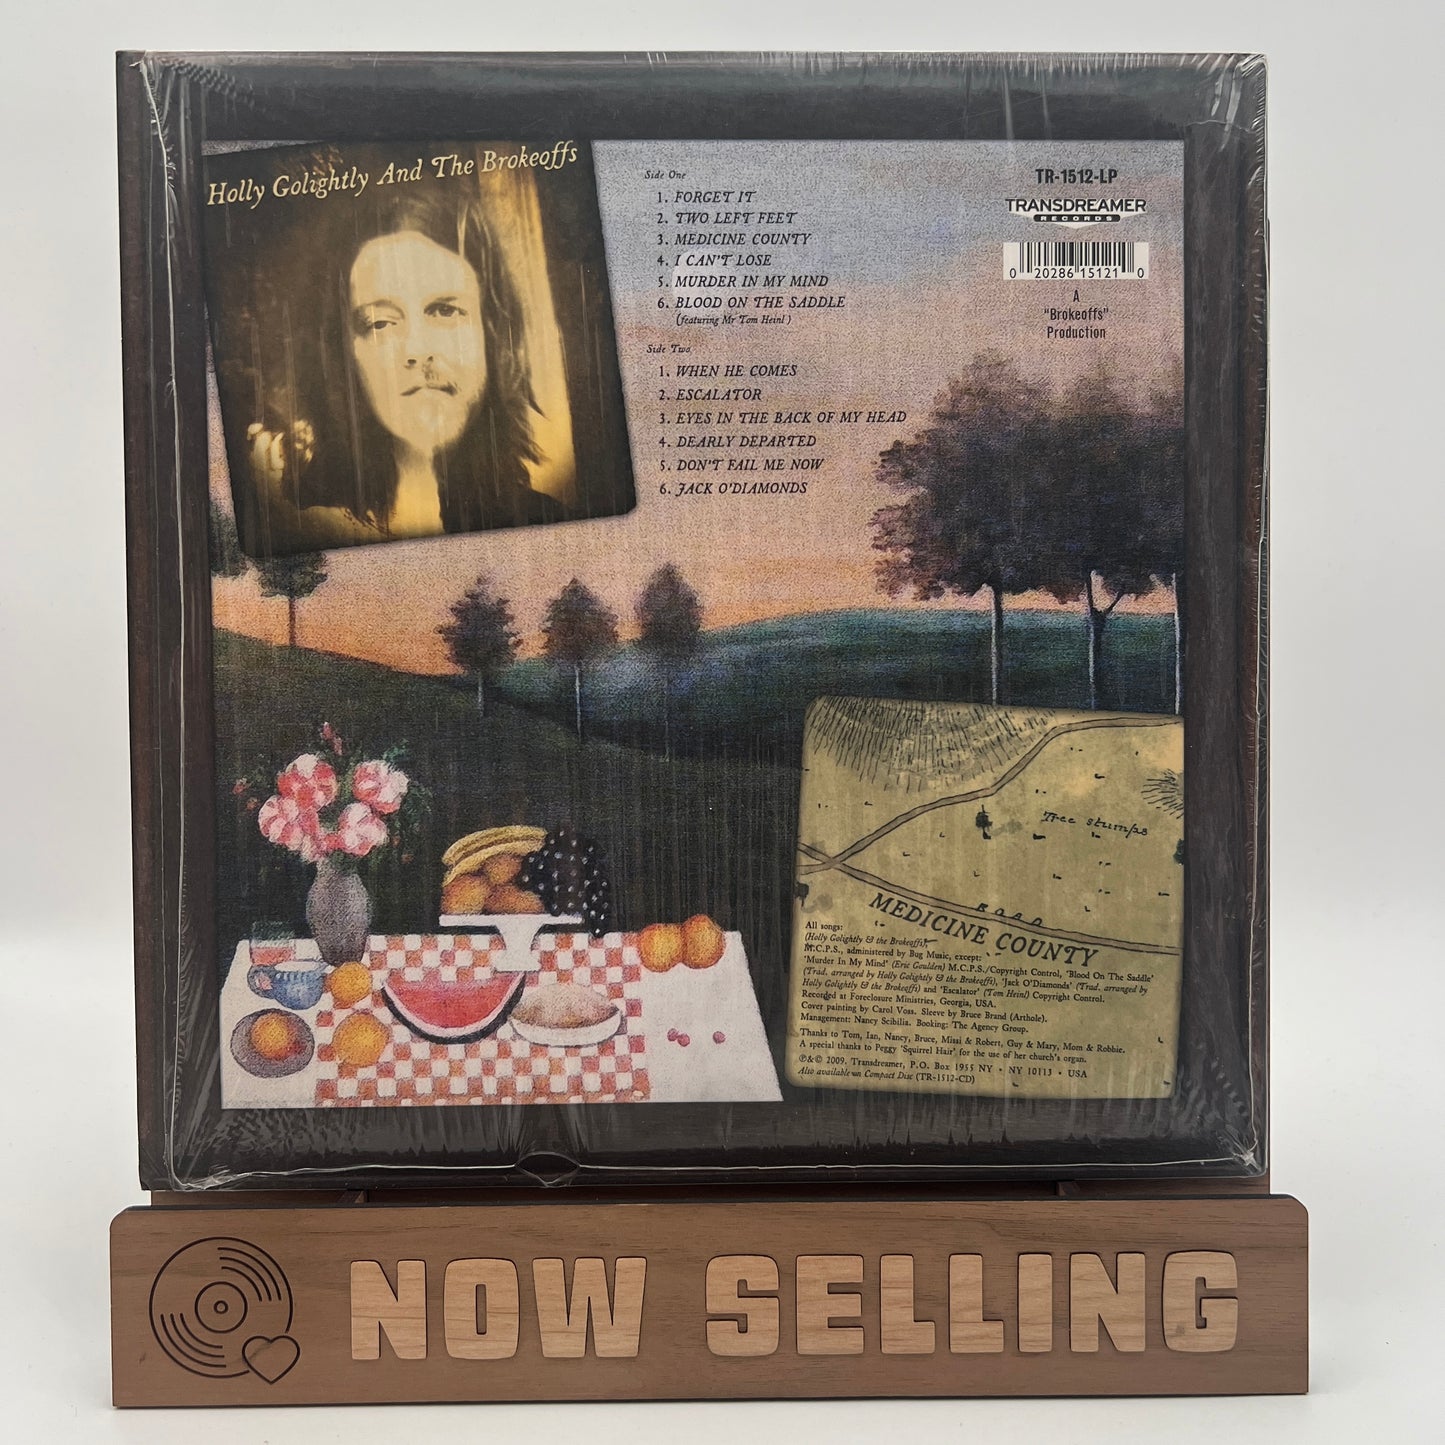 Holly Golightly And The Brokeoffs
Side One
1. FORGET IT
2. TWO LEFT FEET
3. MEDICINE COUNTY
4. I CAN'T LOSE
5. MURDER IN MY MIND
6. BLOOD ON THE SADDLE
(featuring Mr Tom Heinl)
Side Two
1. WHEN HE COMES
2. ESCALATOR
3. EYES IN THE BACK OF MY HEAD
4. DEARLY DEPARTED
5. DON'T FAIL ME NOW
6. JACK O'DIAMONDS
TR-1512-LP
TRANSDREAMER
RECORDS
0 20286 15121 0
A
"Brokeoffs"
Production
Tree stumps
ROAD
MEDICINE COUNTY
All songs:
(Holly Golightly & the Brokeoffs),
M.C.P.S., administered by Bug Music, except:
'Murder In My Mind' (Eric Goulden) M.C.P.S./Copyright Control, 'Blood On The Saddle'
(Trad. arranged by Holly Golightly & the Brokeoffs), 'Jack O'Diamonds' (Trad. arranged by
Holly Golightly & the Brokeoffs) and 'Escalator' (Tom Heinl) Copyright Control.
Recorded at Foreclosure Ministries, Georgia, USA.
Cover painting by Carol Voss. Sleeve by Bruce Brand (Arthole).
Management: Nancy Scibilia. Booking: The Agency Group.
Thanks to Tom, Ian, Nancy, Bruce, Missi & Robert, Guy & Mary, Mom & Robbie.
A special thanks to Peggy 'Squirrel Hair' for the use of her church's organ.
℗&© 2009, Transdreamer, P.O. Box 1955 NY • NY 10113 • USA
Also available on Compact Disc (TR-1512-CD)
NOW SELLING